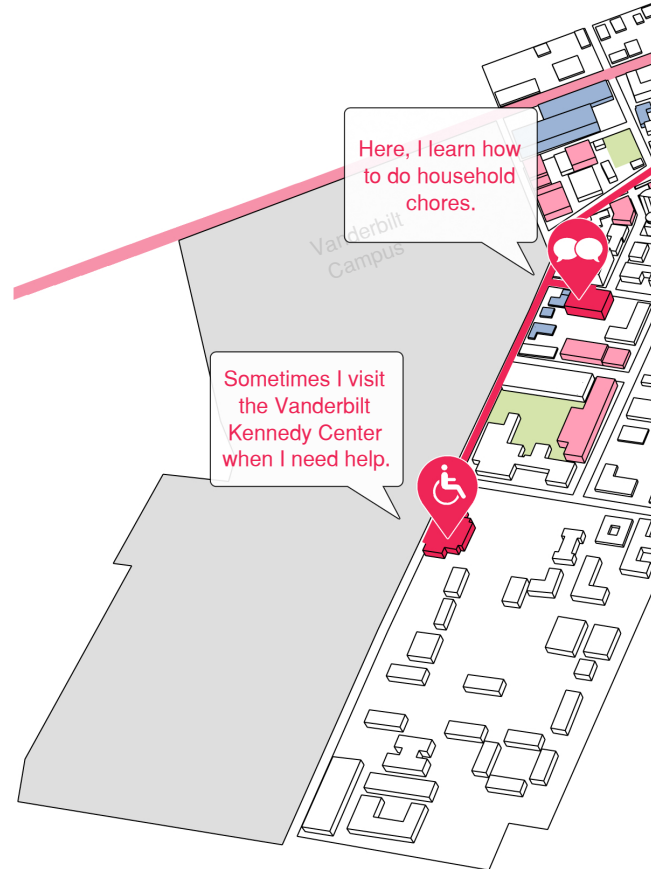 Here, I learn how
to do household
chores.
Vanderbilt
Campus
Sometimes I visit
the Vanderbilt
Kennedy Center
when I need help.